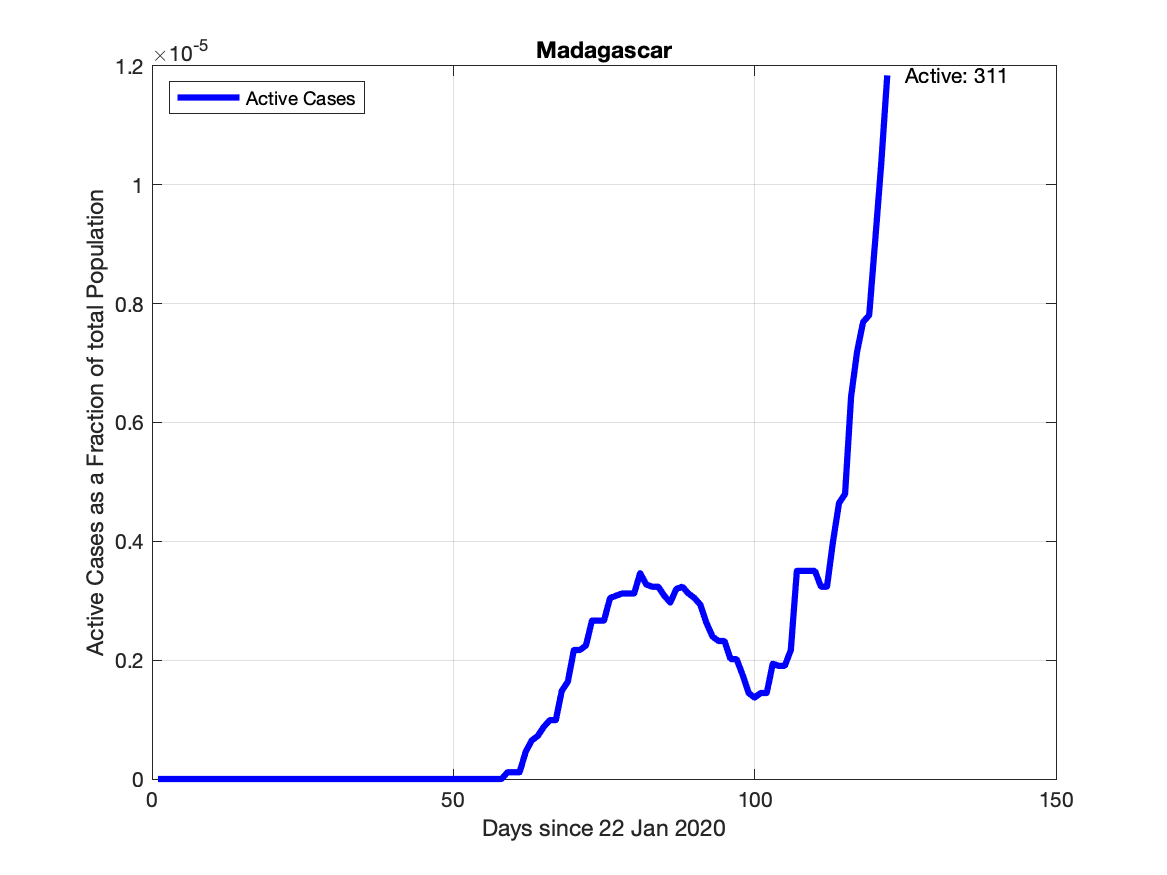 Madagascar
×10-5
Active: 311
Active Cases
1.2
1
0.8
0.6
0.4
0.2
0
Active Cases as a Fraction of total Population
0 50 100 150
Days since 22 Jan 2020